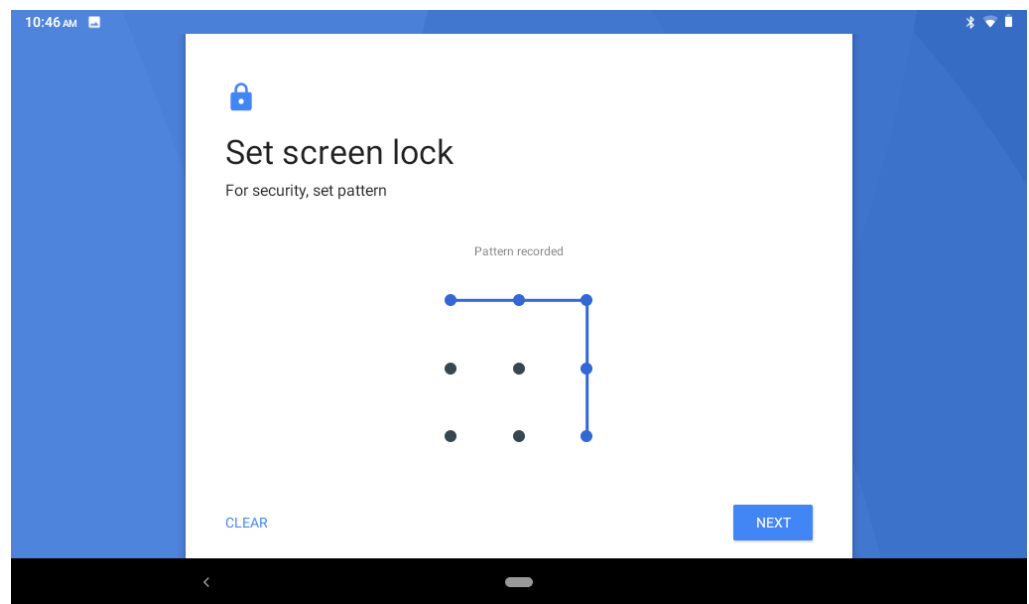 10:46 AM
Set screen lock
For security, set pattern
Pattern recorded
CLEAR
NEXT